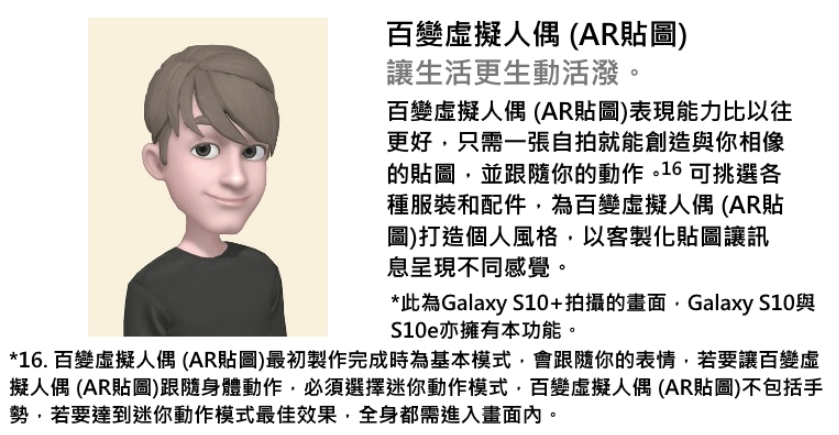 百變虛擬人偶 (AR貼圖)
讓生活更生動活潑。
百變虛擬人偶 (AR貼圖)表現能力比以往
更好，只需一張自拍就能創造與你相像
的貼圖，並跟隨你的動作。16 可挑選各
種服裝和配件，為百變虛擬人偶 (AR貼
圖)打造個人風格，以客製化貼圖讓訊
息呈現不同感覺。
*此為Galaxy S10+拍攝的畫面，Galaxy S10與
S10e亦擁有本功能。
*16. 百變虛擬人偶 (AR貼圖)最初製作完成時為基本模式，會跟隨你的表情，若要讓百變虛
擬人偶 (AR貼圖)跟隨身體動作，必須選擇迷你動作模式，百變虛擬人偶 (AR貼圖)不包括手
勢，若要達到迷你動作模式最佳效果，全身都需進入畫面內。